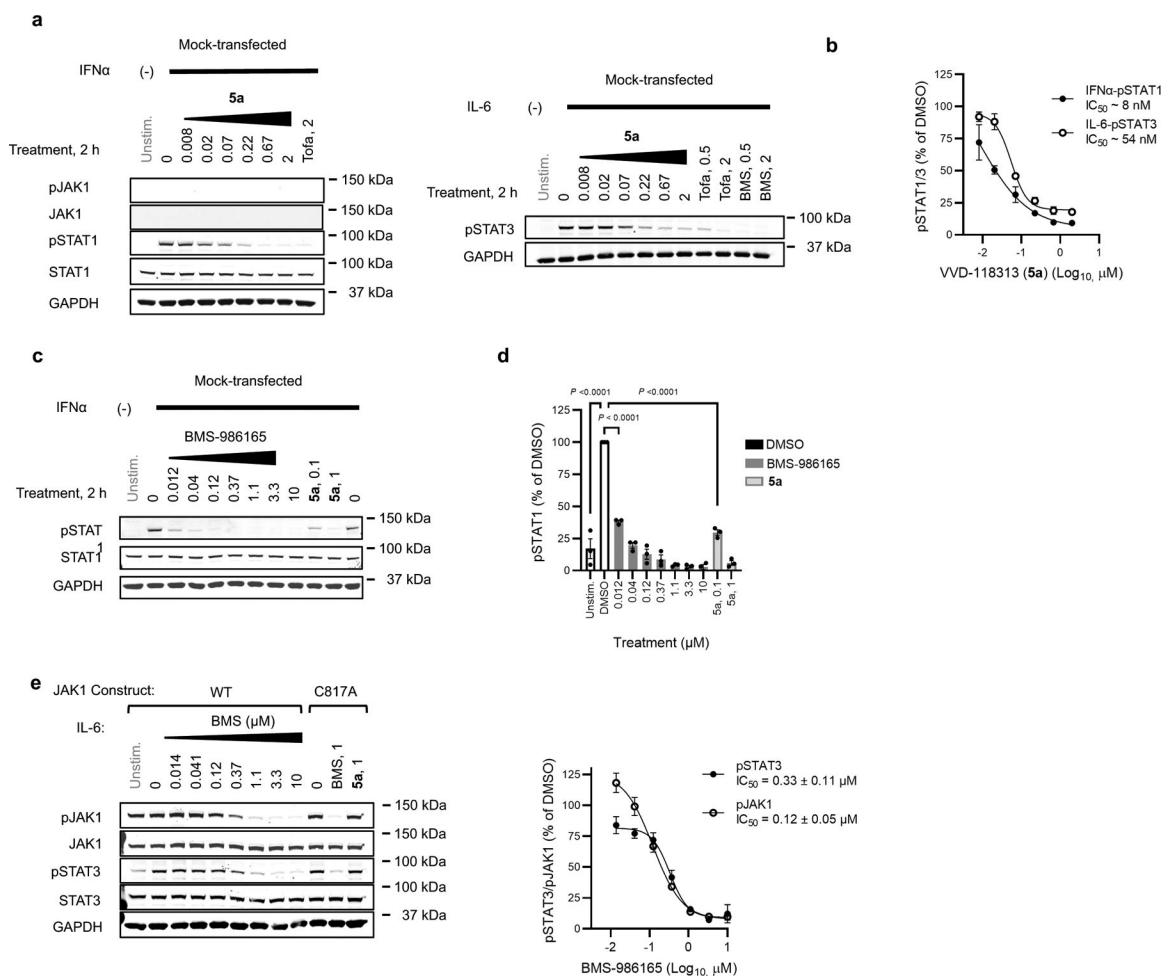 a
Mock-transfected
IFNα (-)
5a
Treatment, 2 h
Unstim. 0 0.008 0.02 0.07 0.22 0.67 2 Tofa, 2
pJAK1 150 kDa
JAK1 150 kDa
pSTAT1 100 kDa
STAT1 100 kDa
GAPDH 37 kDa
Mock-transfected
IL-6 (-)
5a
Treatment, 2 h
Unstim. 0 0.008 0.02 0.07 0.22 0.67 2 Tofa, 0.5 Tofa, 2 BMS, 0.5 BMS, 2
pSTAT3 100 kDa
GAPDH 37 kDa
b
pSTAT1/3 (% of DMSO)
125
100
75
50
25
0
-2 -1 0 1
VVD-118313 (5a) (Log10, μM)
IFNα-pSTAT1
IC50 ~ 8 nM
IL-6-pSTAT3
IC50 ~ 54 nM
c
Mock-transfected
IFNα (-)
BMS-986165
Treatment, 2 h
Unstim. 0 0.012 0.04 0.12 0.37 1.1 3.3 10 5a, 0.1 5a, 1 0
pSTAT 150 kDa
1
STAT1 100 kDa
GAPDH 37 kDa
d
P <0.0001 P <0.0001
P < 0.0001
pSTAT1 (% of DMSO)
125
100
75
50
25
0
Unstim. DMSO 0.012 0.04 0.12 0.37 1.1 3.3 10 5a, 0.1 5a, 1
Treatment (μM)
DMSO
BMS-986165
5a
e
JAK1 Construct: WT C817A
IL-6: BMS (μM)
Unstim. 0 0.014 0.041 0.12 0.37 1.1 3.3 10 0 BMS, 1 5a, 1
pJAK1 150 kDa
JAK1 150 kDa
pSTAT3 100 kDa
STAT3 100 kDa
GAPDH 37 kDa
pSTAT3/pJAK1 (% of DMSO)
125
100
75
50
25
0
-2 -1 0 1
BMS-986165 (Log10, μM)
pSTAT3
IC50 = 0.33 ± 0.11 μM
pJAK1
IC50 = 0.12 ± 0.05 μM